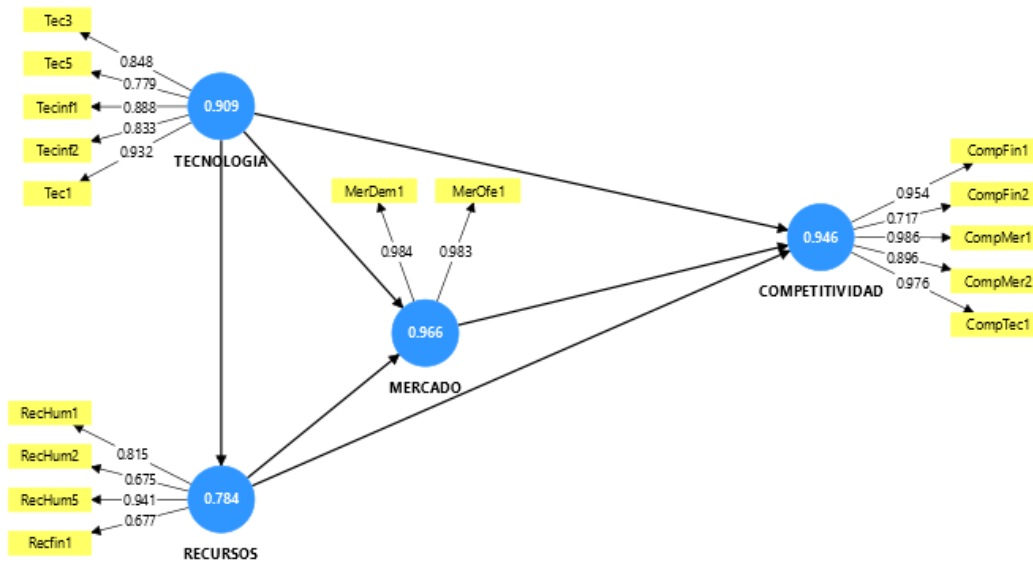 Tec3
Tec5
Tecinf1
Tecinf2
Tec1
0.848
0.779
0.888
0.833
0.932
0.909
TECNOLOGIA
MerDem1
MerOfe1
0.984
0.983
0.966
MERCADO
CompFin1
CompFin2
CompMer1
CompMer2
CompTec1
0.954
0.717
0.986
0.896
0.976
0.946
COMPETITIVIDAD
RecHum1
RecHum2
RecHum5
Recfin1
0.815
0.675
0.941
0.677
0.784
RECURSOS